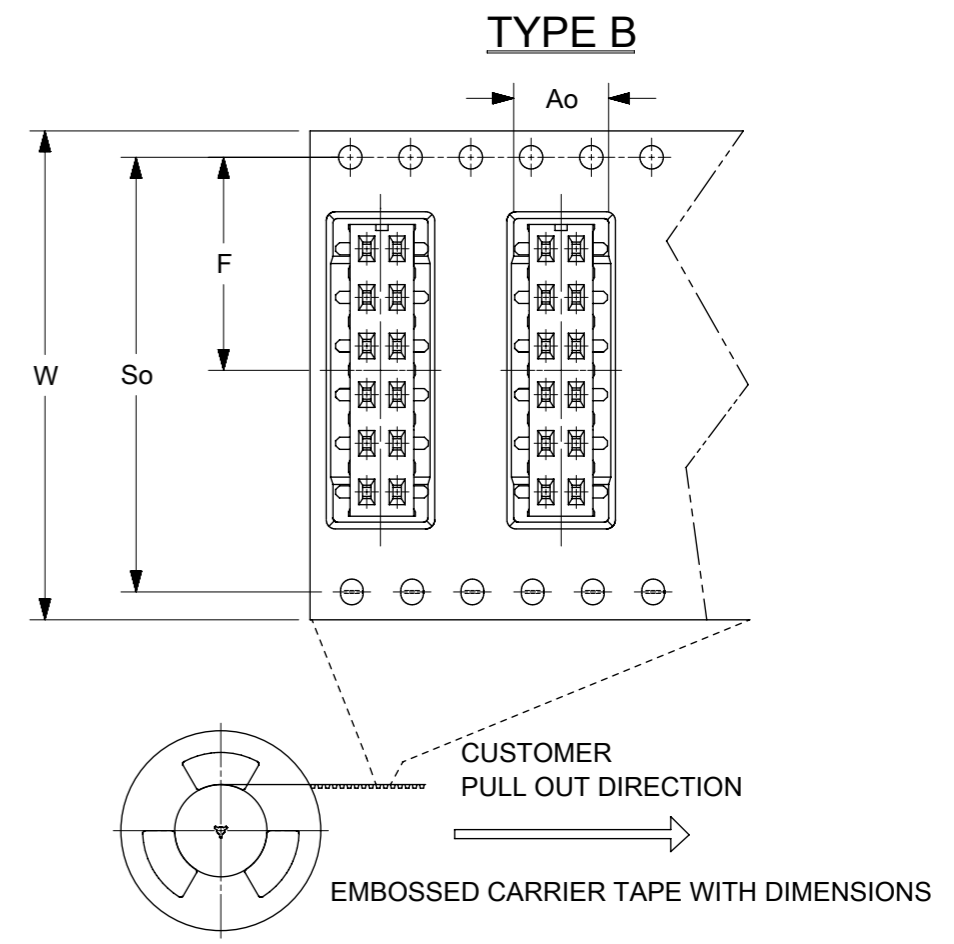 TYPE B
Ao
F
W
So
CUSTOMER
PULL OUT DIRECTION
EMBOSSED CARRIER TAPE WITH DIMENSIONS